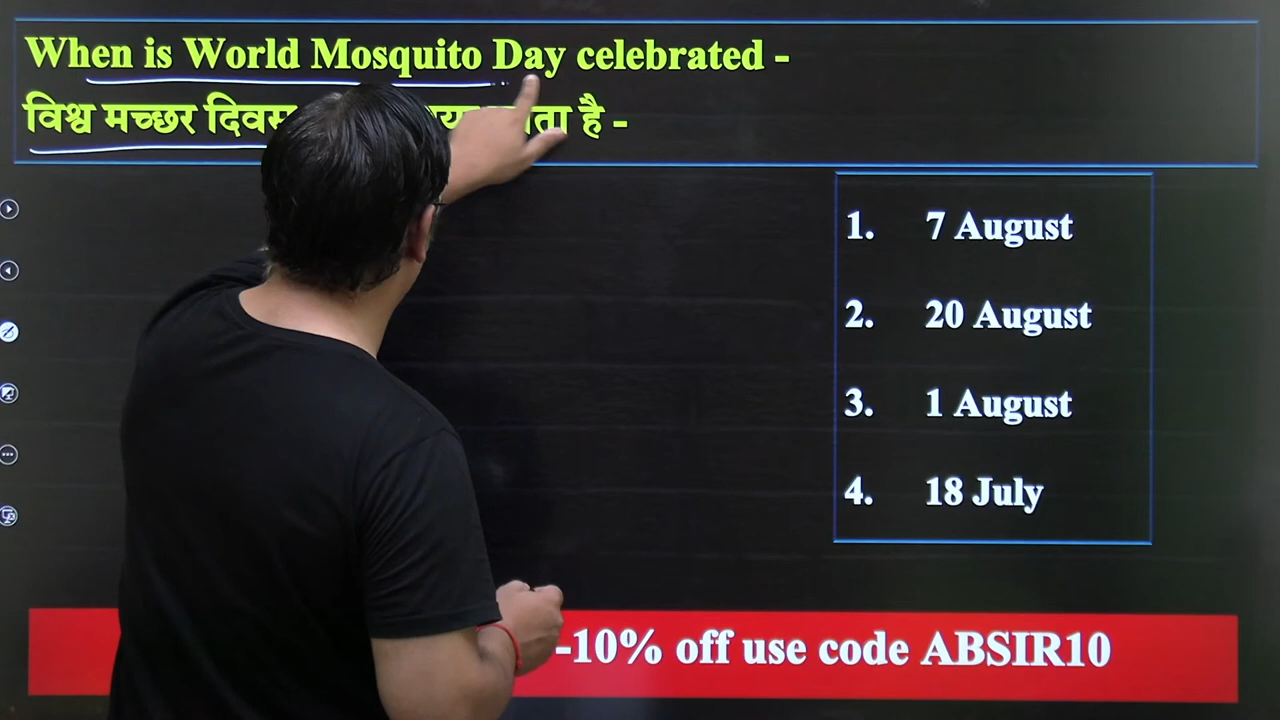 When is World Mosquito Day celebrated -
विश्व मच्छर दिवस है -
1. 7 August
2. 20 August
3. 1 August
4. 18 July
-10% off use code ABSIR10